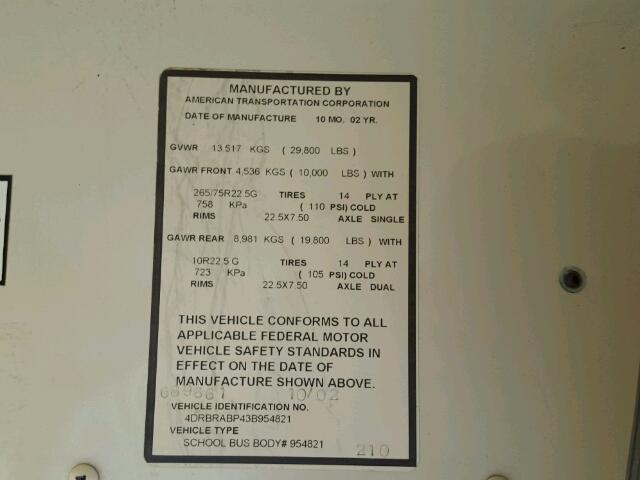 MANUFACTURED BY
AMERICAN TRANSPORTATION CORPORATION
DATE OF MANUFACTURE 10 MO. 02 YR.
GVWR 13,517 KGS ( 29,800 LBS )
GAWR FRONT 4,536 KGS ( 10,000 LBS ) WITH
265/75R22.5G TIRES 14 PLY AT
758 KPa ( 110 PSI) COLD
RIMS 22.5X7.50 AXLE SINGLE
GAWR REAR 8,981 KGS ( 19,800 LBS ) WITH
10R22.5 G TIRES 14 PLY AT
723 KPa ( 105 PSI) COLD
RIMS 22.5X7.50 AXLE DUAL
THIS VEHICLE CONFORMS TO ALL
APPLICABLE FEDERAL MOTOR
VEHICLE SAFETY STANDARDS IN
EFFECT ON THE DATE OF
MANUFACTURE SHOWN ABOVE.
10/02
VEHICLE IDENTIFICATION NO.
4DRBRABP43B954821
VEHICLE TYPE
SCHOOL BUS BODY# 954821
210